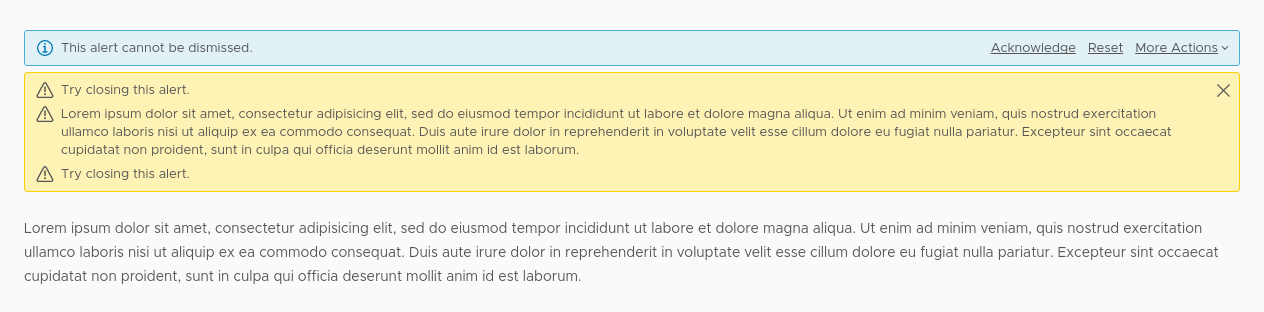 This alert cannot be dismissed.
Acknowledge Reset More Actions
Try closing this alert.
Lorem ipsum dolor sit amet, consectetur adipisicing elit, sed do eiusmod tempor incididunt ut labore et dolore magna aliqua. Ut enim ad minim veniam, quis nostrud exercitation
ullamco laboris nisi ut aliquip ex ea commodo consequat. Duis aute irure dolor in reprehenderit in voluptate velit esse cillum dolore eu fugiat nulla pariatur. Excepteur sint occaecat
cupidatat non proident, sunt in culpa qui officia deserunt mollit anim id est laborum.
Try closing this alert.
Lorem ipsum dolor sit amet, consectetur adipisicing elit, sed do eiusmod tempor incididunt ut labore et dolore magna aliqua. Ut enim ad minim veniam, quis nostrud exercitation
ullamco laboris nisi ut aliquip ex ea commodo consequat. Duis aute irure dolor in reprehenderit in voluptate velit esse cillum dolore eu fugiat nulla pariatur. Excepteur sint occaecat
cupidatat non proident, sunt in culpa qui officia deserunt mollit anim id est laborum.